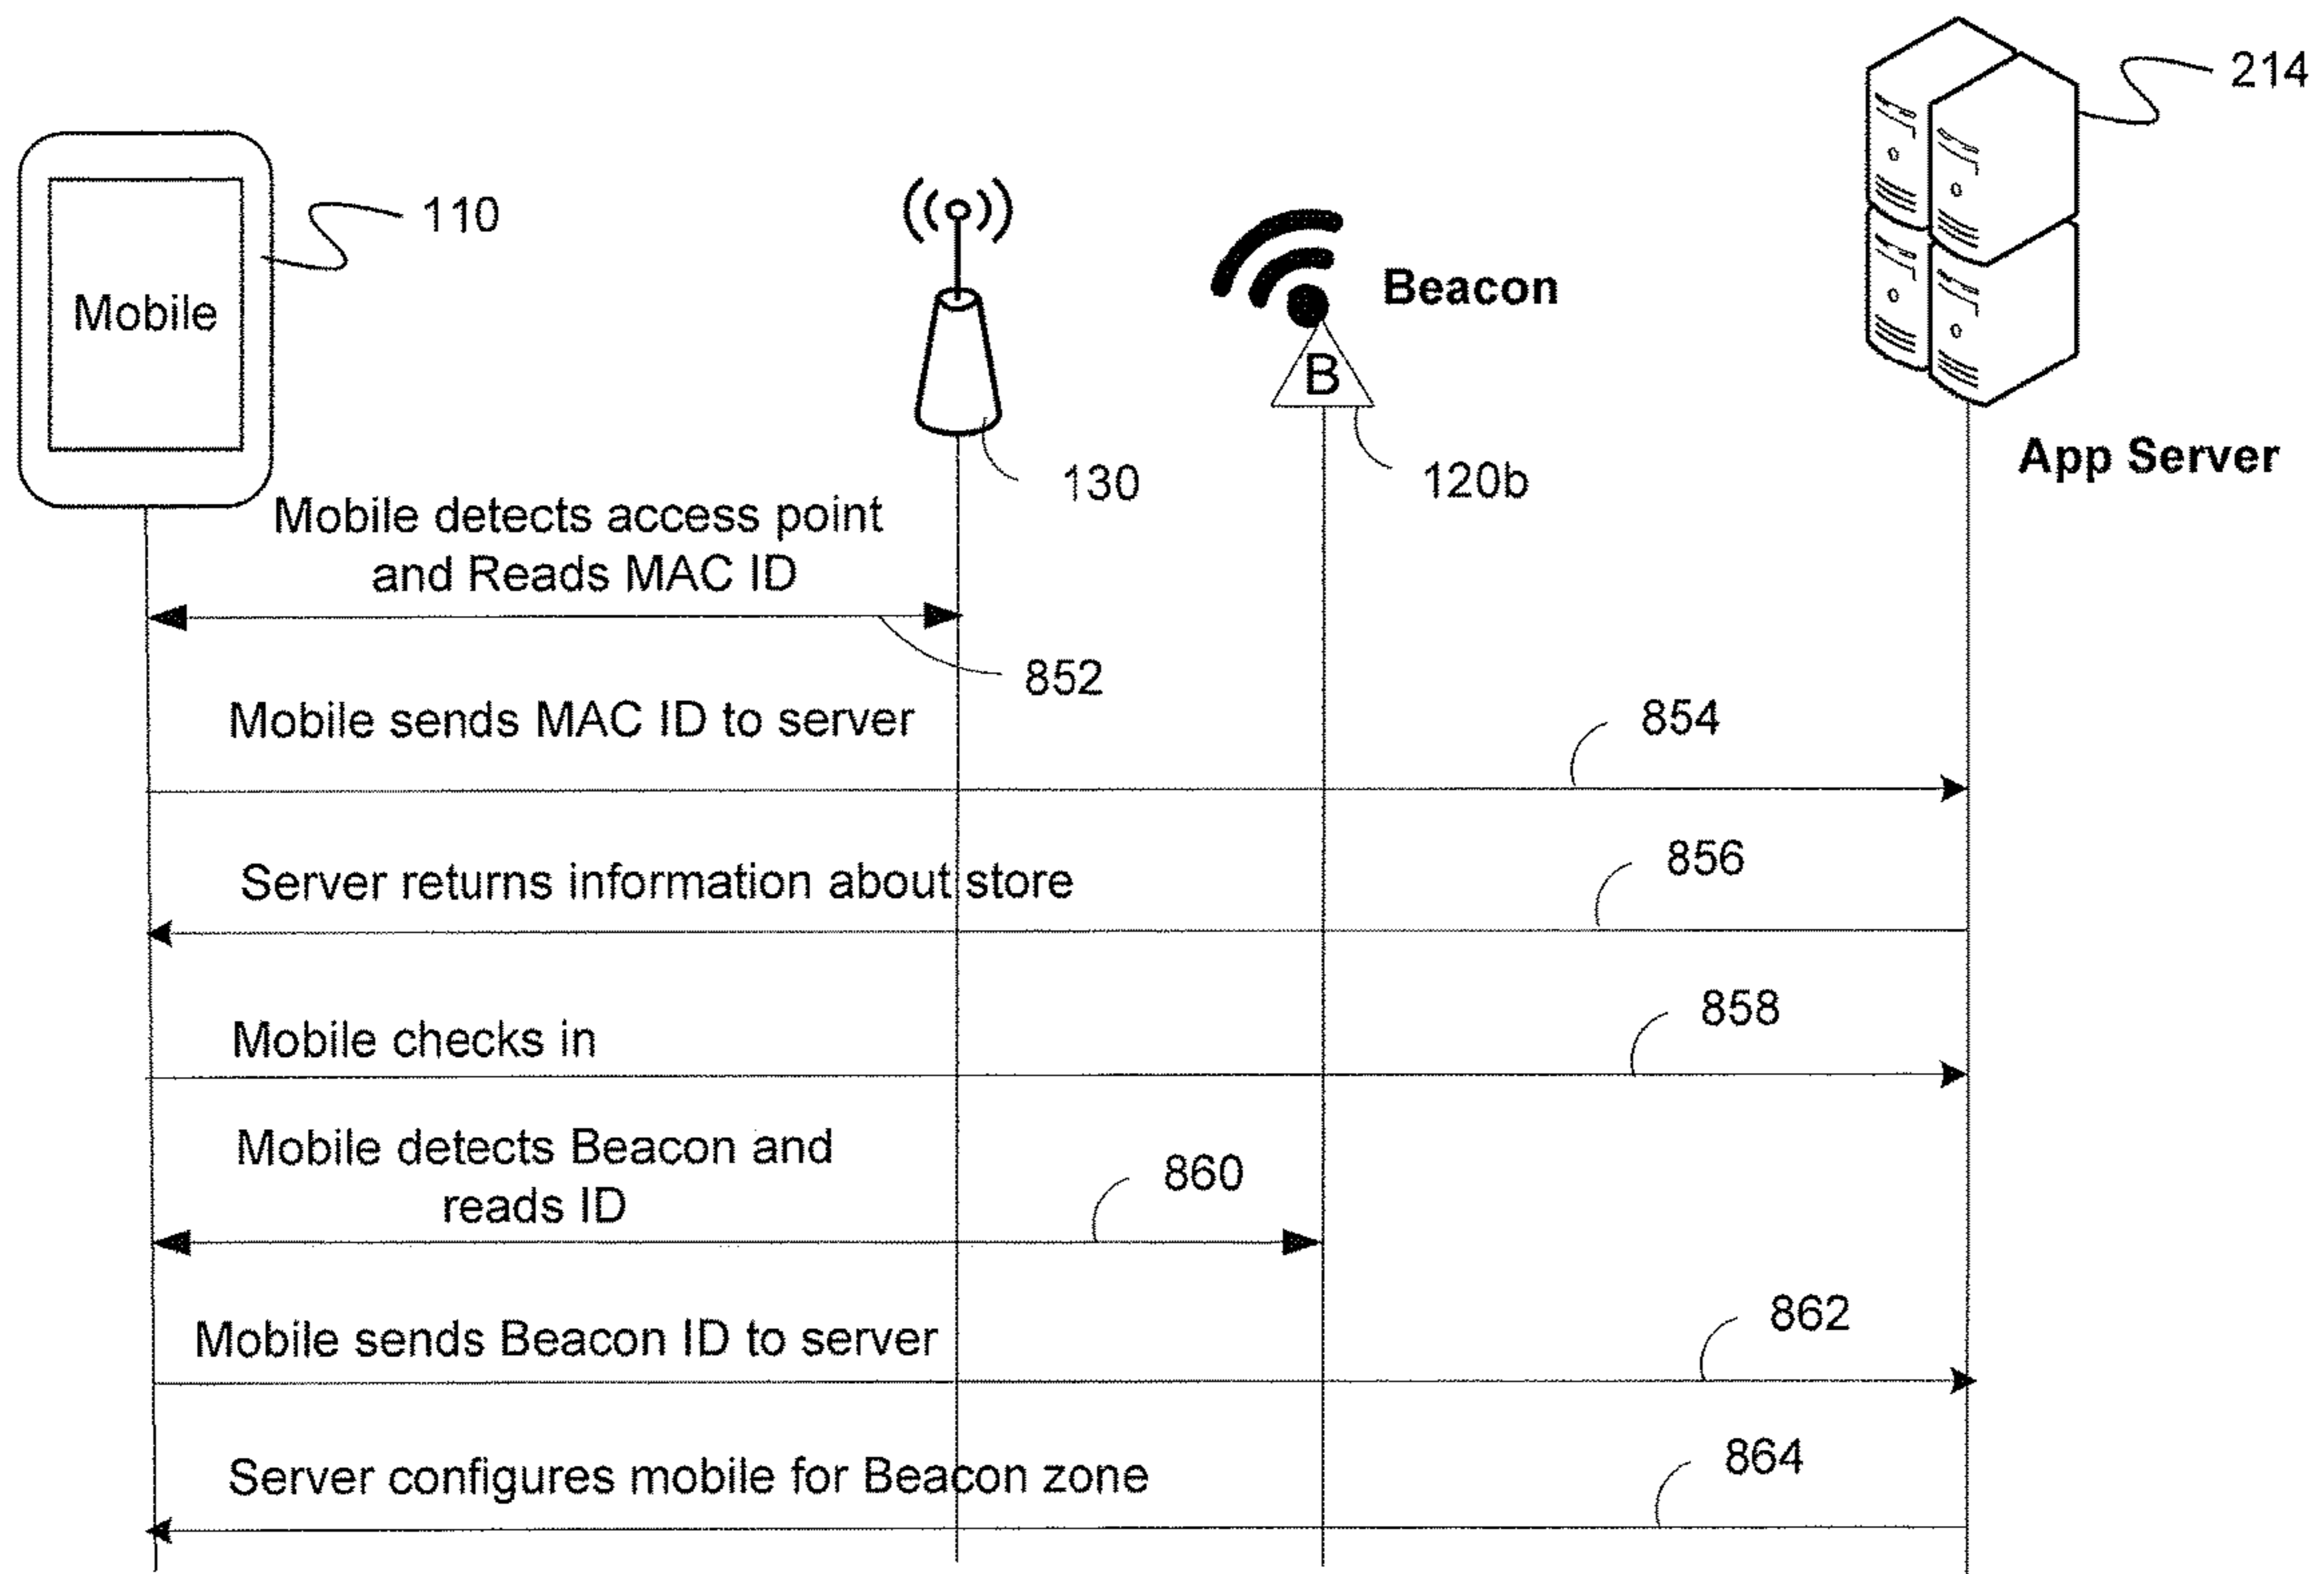 214
110
Mobile
Beacon
B
App Server
130
120b
Mobile detects access point
and Reads MAC ID
852
Mobile sends MAC ID to server
854
Server returns information about store
856
Mobile checks in
858
Mobile detects Beacon and
reads ID
860
Mobile sends Beacon ID to server
862
Server configures mobile for Beacon zone
864